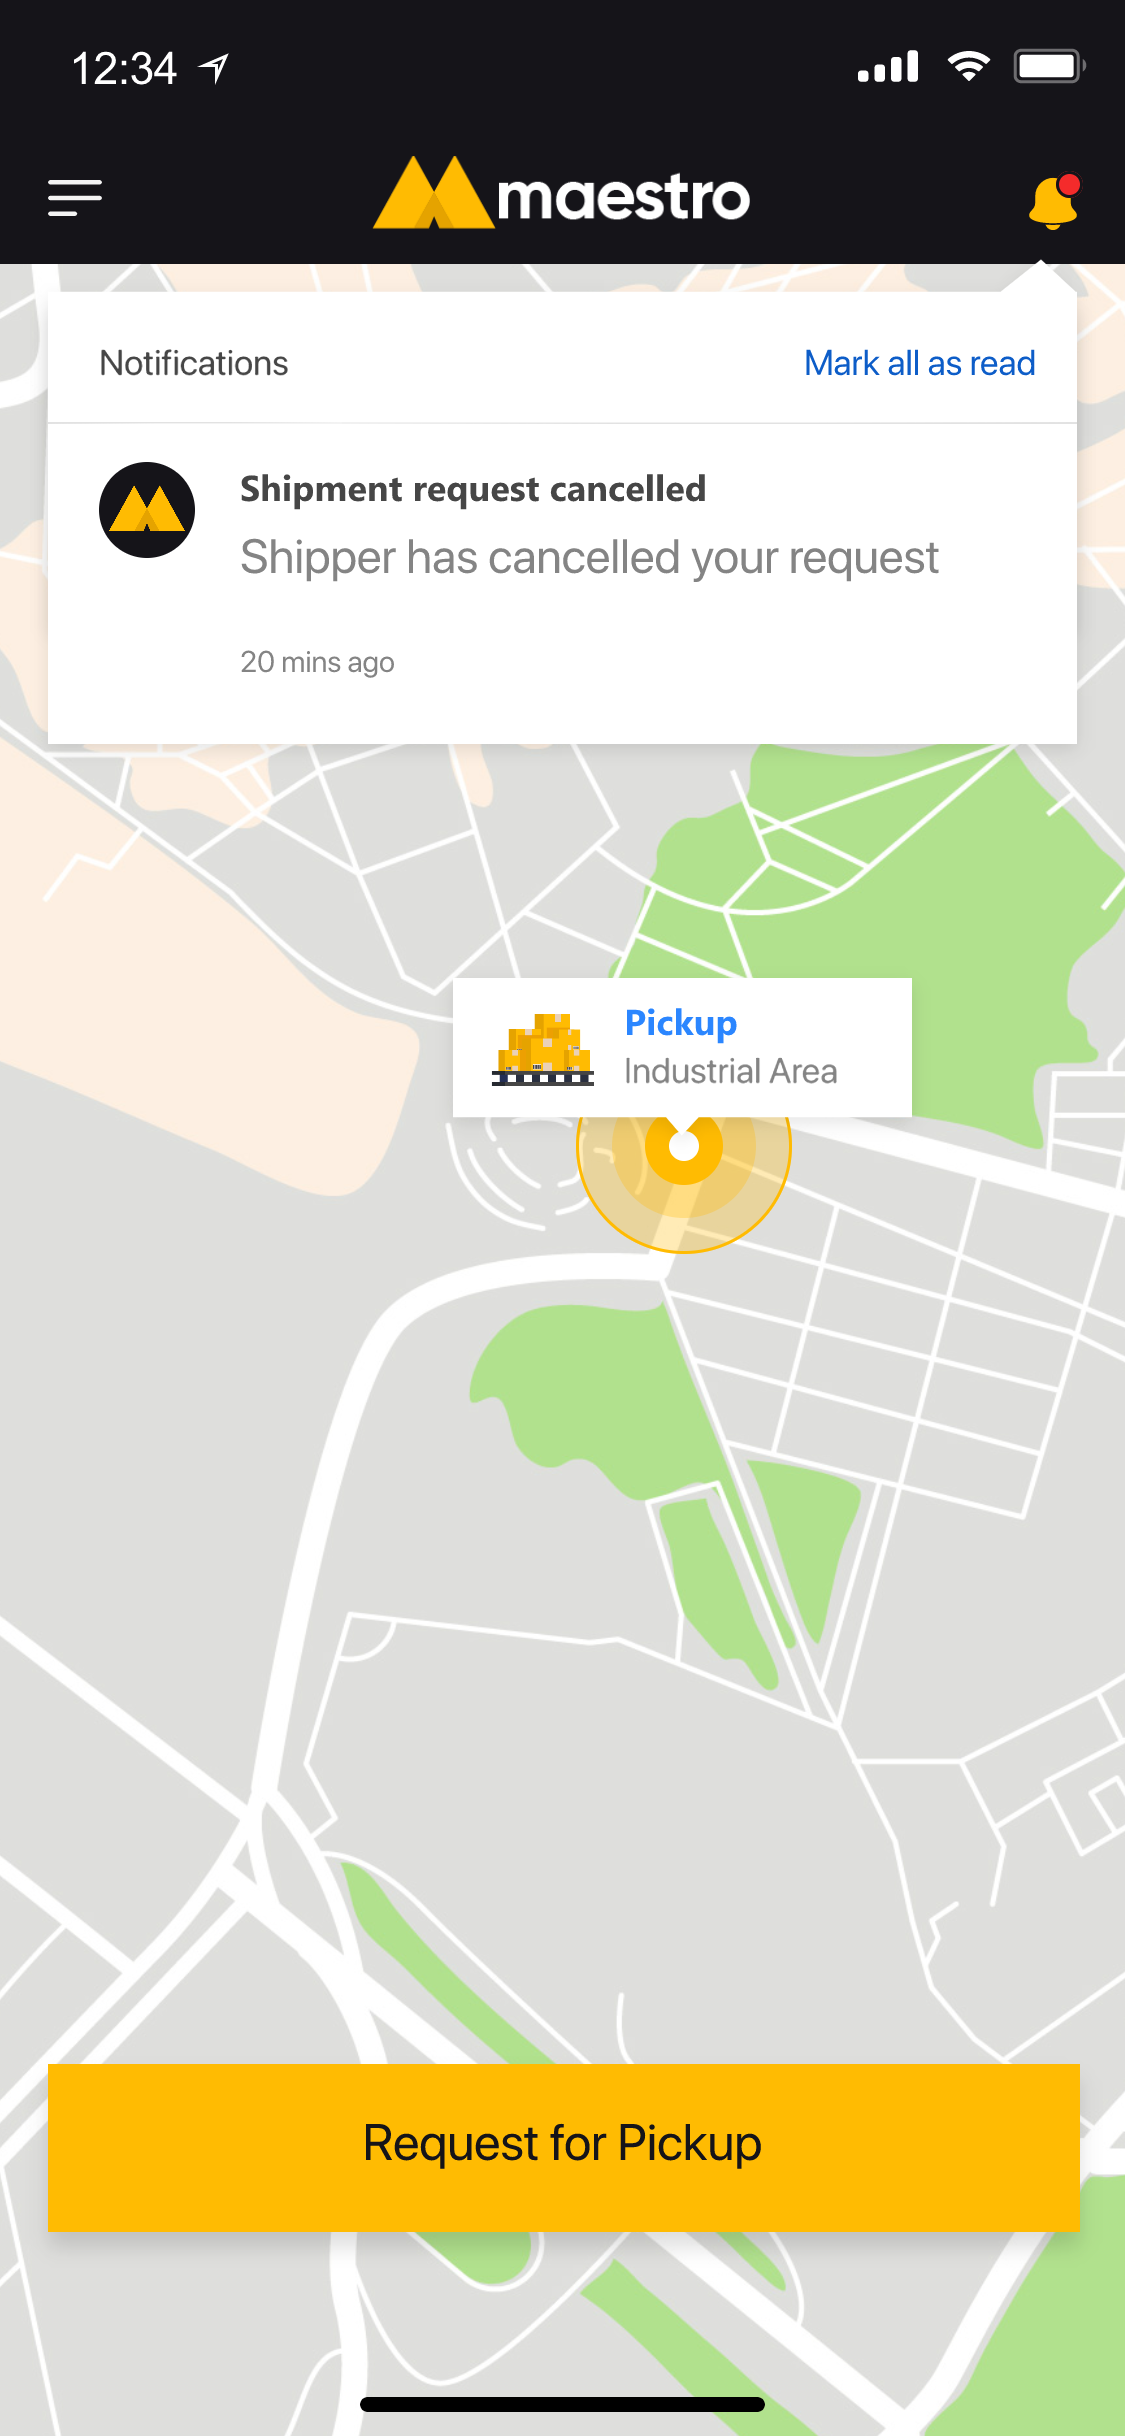 12:34
maestro
Notifications
Mark all as read
Shipment request cancelled
Shipper has cancelled your request
20 mins ago
Pickup
Industrial Area
Request for Pickup